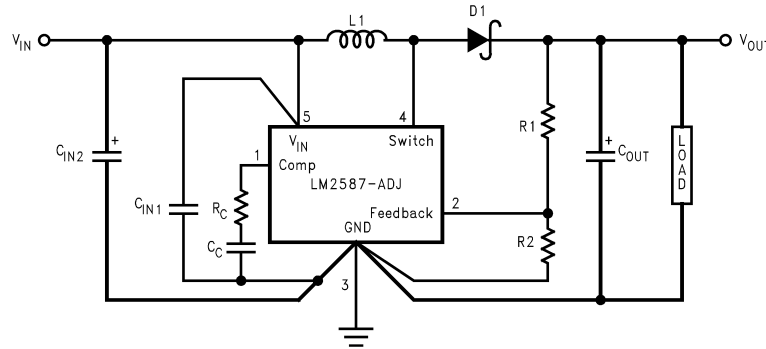 L1
D1
VIN
VOUT
5
4
VIN
Switch
1
Comp
LM2587-ADJ
2
Feedback
GND
3
CIN2
+
CIN1
RC
CC
R1
R2
+
COUT
LOAD